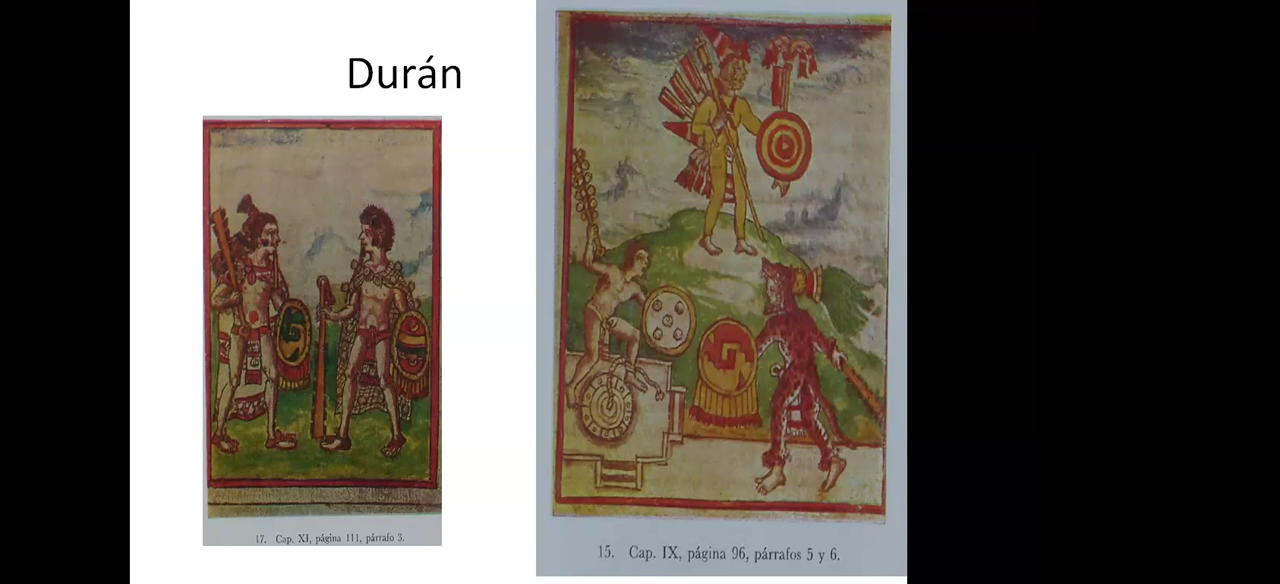 Durán
17. Cap. XI, página 111, párrafo 3.
15. Cap. IX, página 96, párrafos 5 y 6.